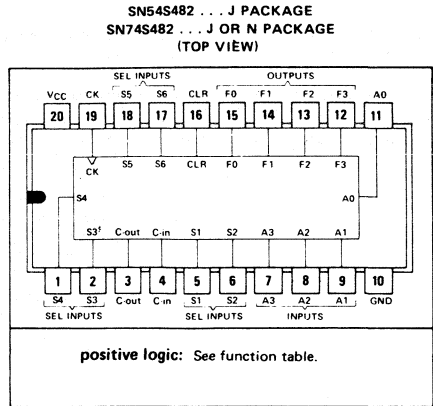 SN54S482 . . . J PACKAGE
SN74S482 . . . J OR N PACKAGE
(TOP VIEW)
SEL INPUTS OUTPUTS
VCC CK S5 S6 CLR F0 F1 F2 F3 A0
20 19 18 17 16 15 14 13 12 11
CK S5 S6 CLR F0 F1 F2 F3
S4 A0
S3 C-out C-in S1 S2 A3 A2 A1
1 2 3 4 5 6 7 8 9 10
S4 S3 C-out C-in S1 S2 A3 A2 A1 GND
SEL INPUTS SEL INPUTS INPUTS
positive logic: See function table.